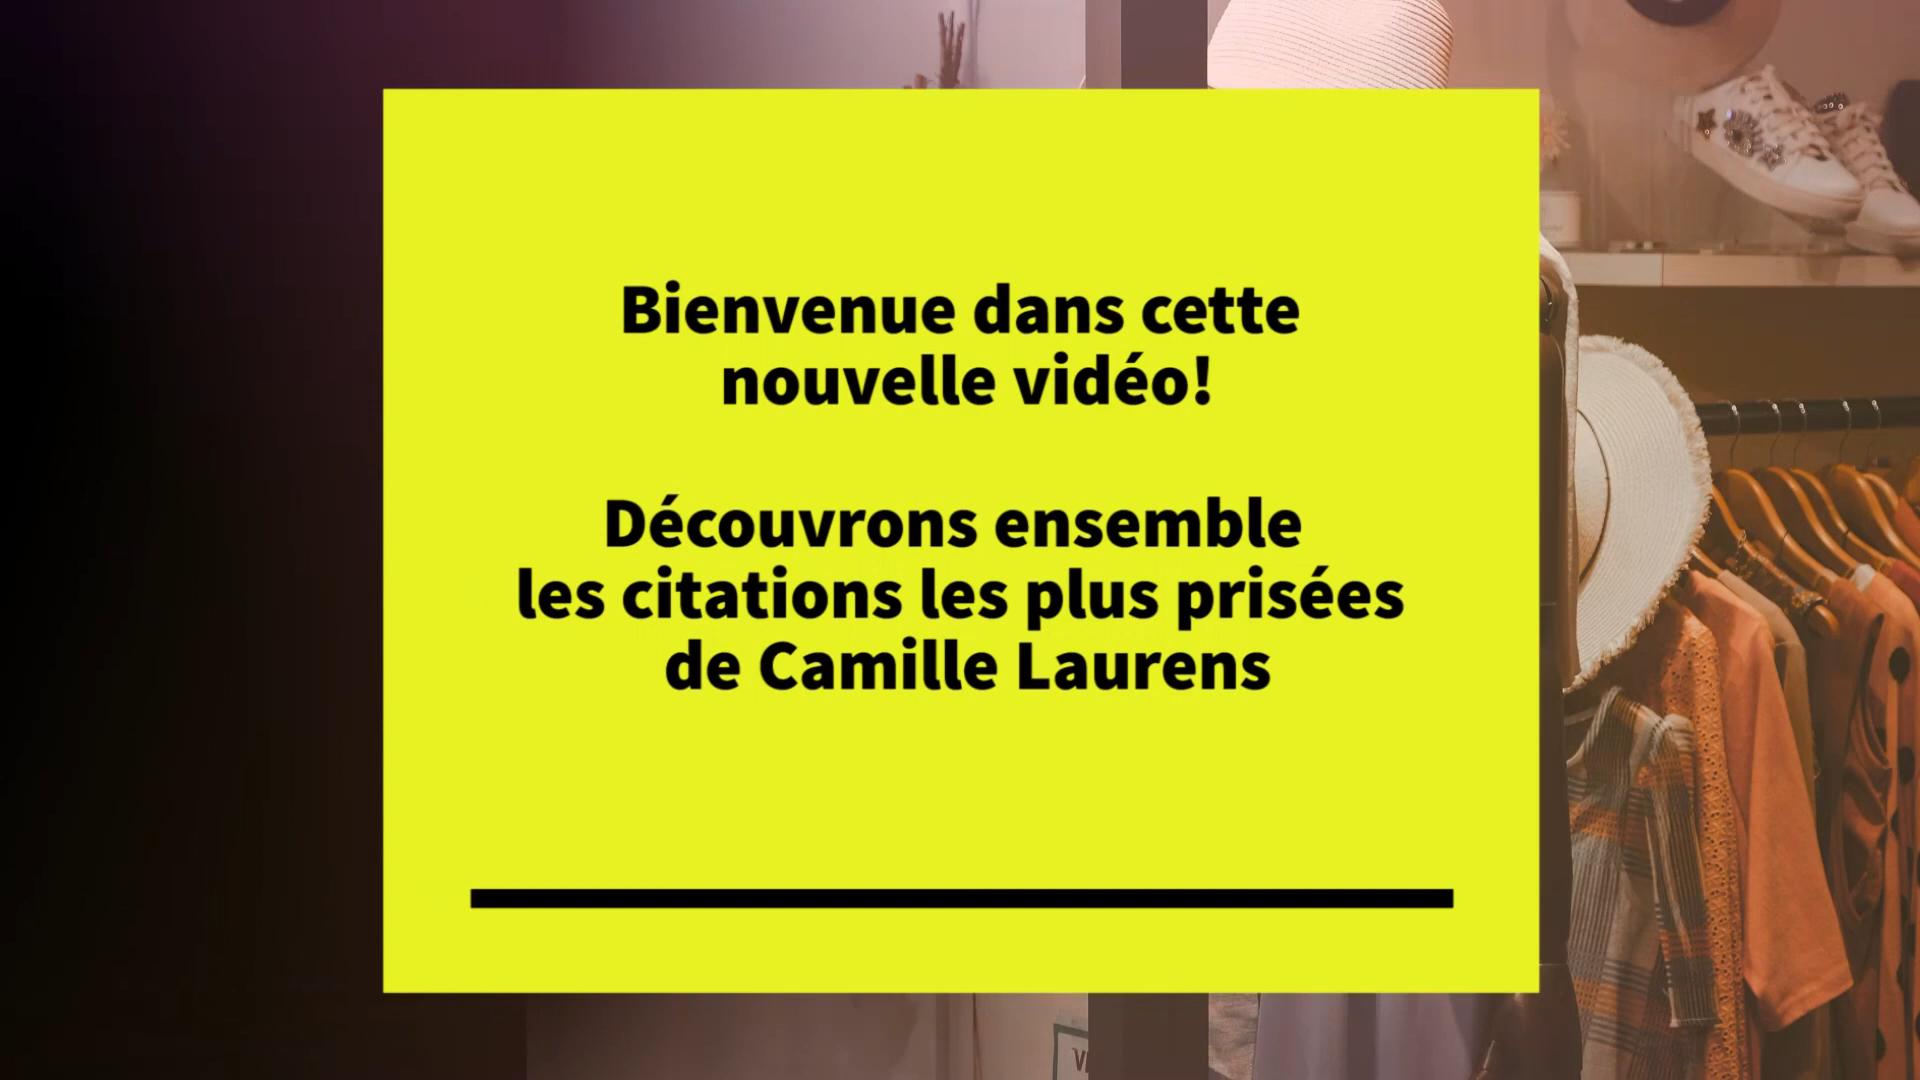 Bienvenue dans cette
nouvelle vidéo!
Découvrons ensemble
les citations les plus prisées
de Camille Laurens